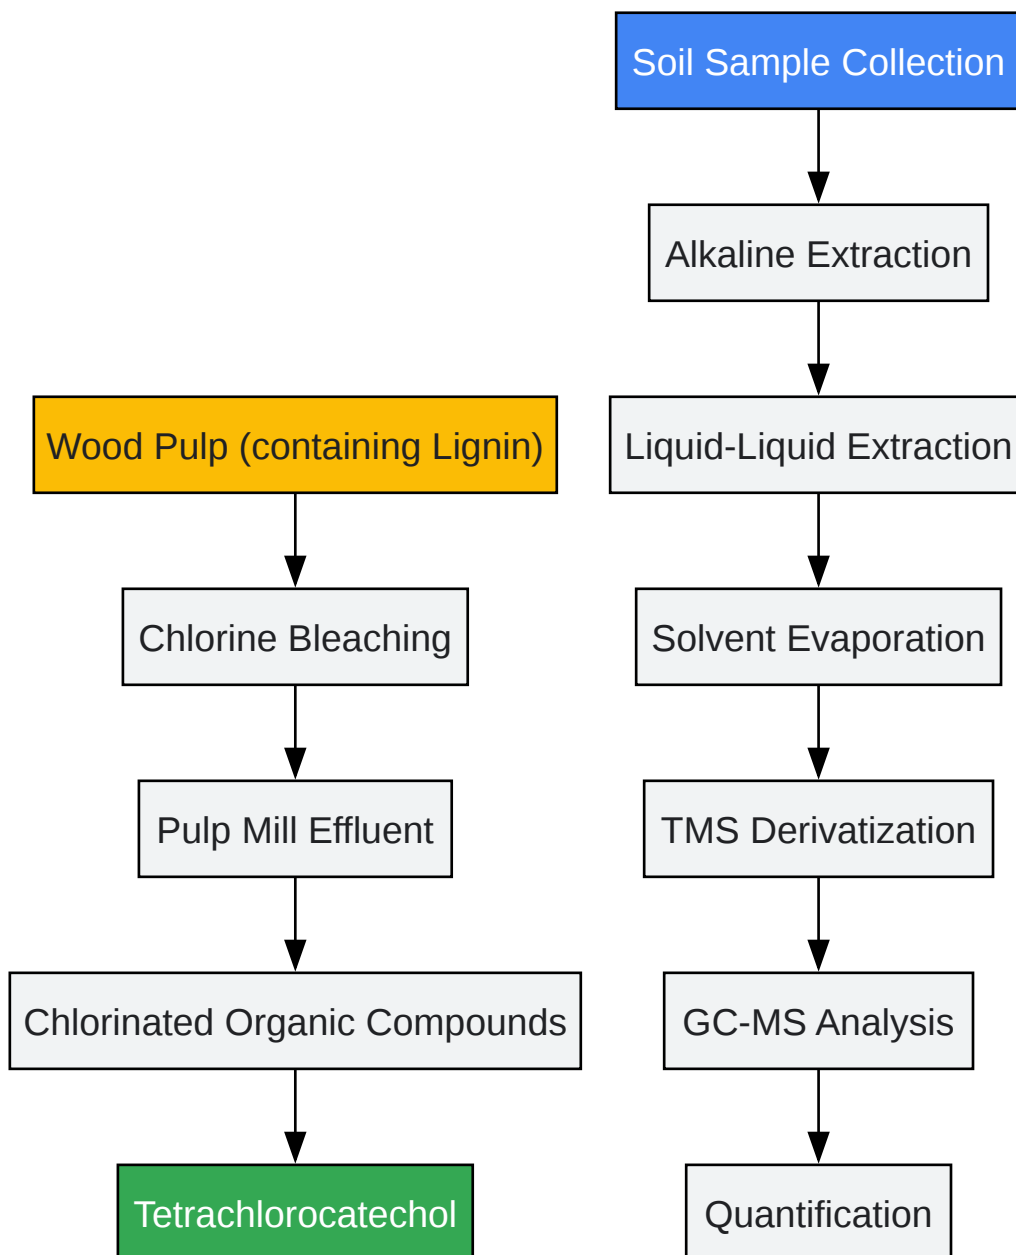 Soil Sample Collection
Alkaline Extraction
Wood Pulp (containing Lignin)
Liquid-Liquid Extraction
Chlorine Bleaching
Solvent Evaporation
Pulp Mill Effluent
TMS Derivatization
Chlorinated Organic Compounds
GC-MS Analysis
Tetrachlorocatechol
Quantification